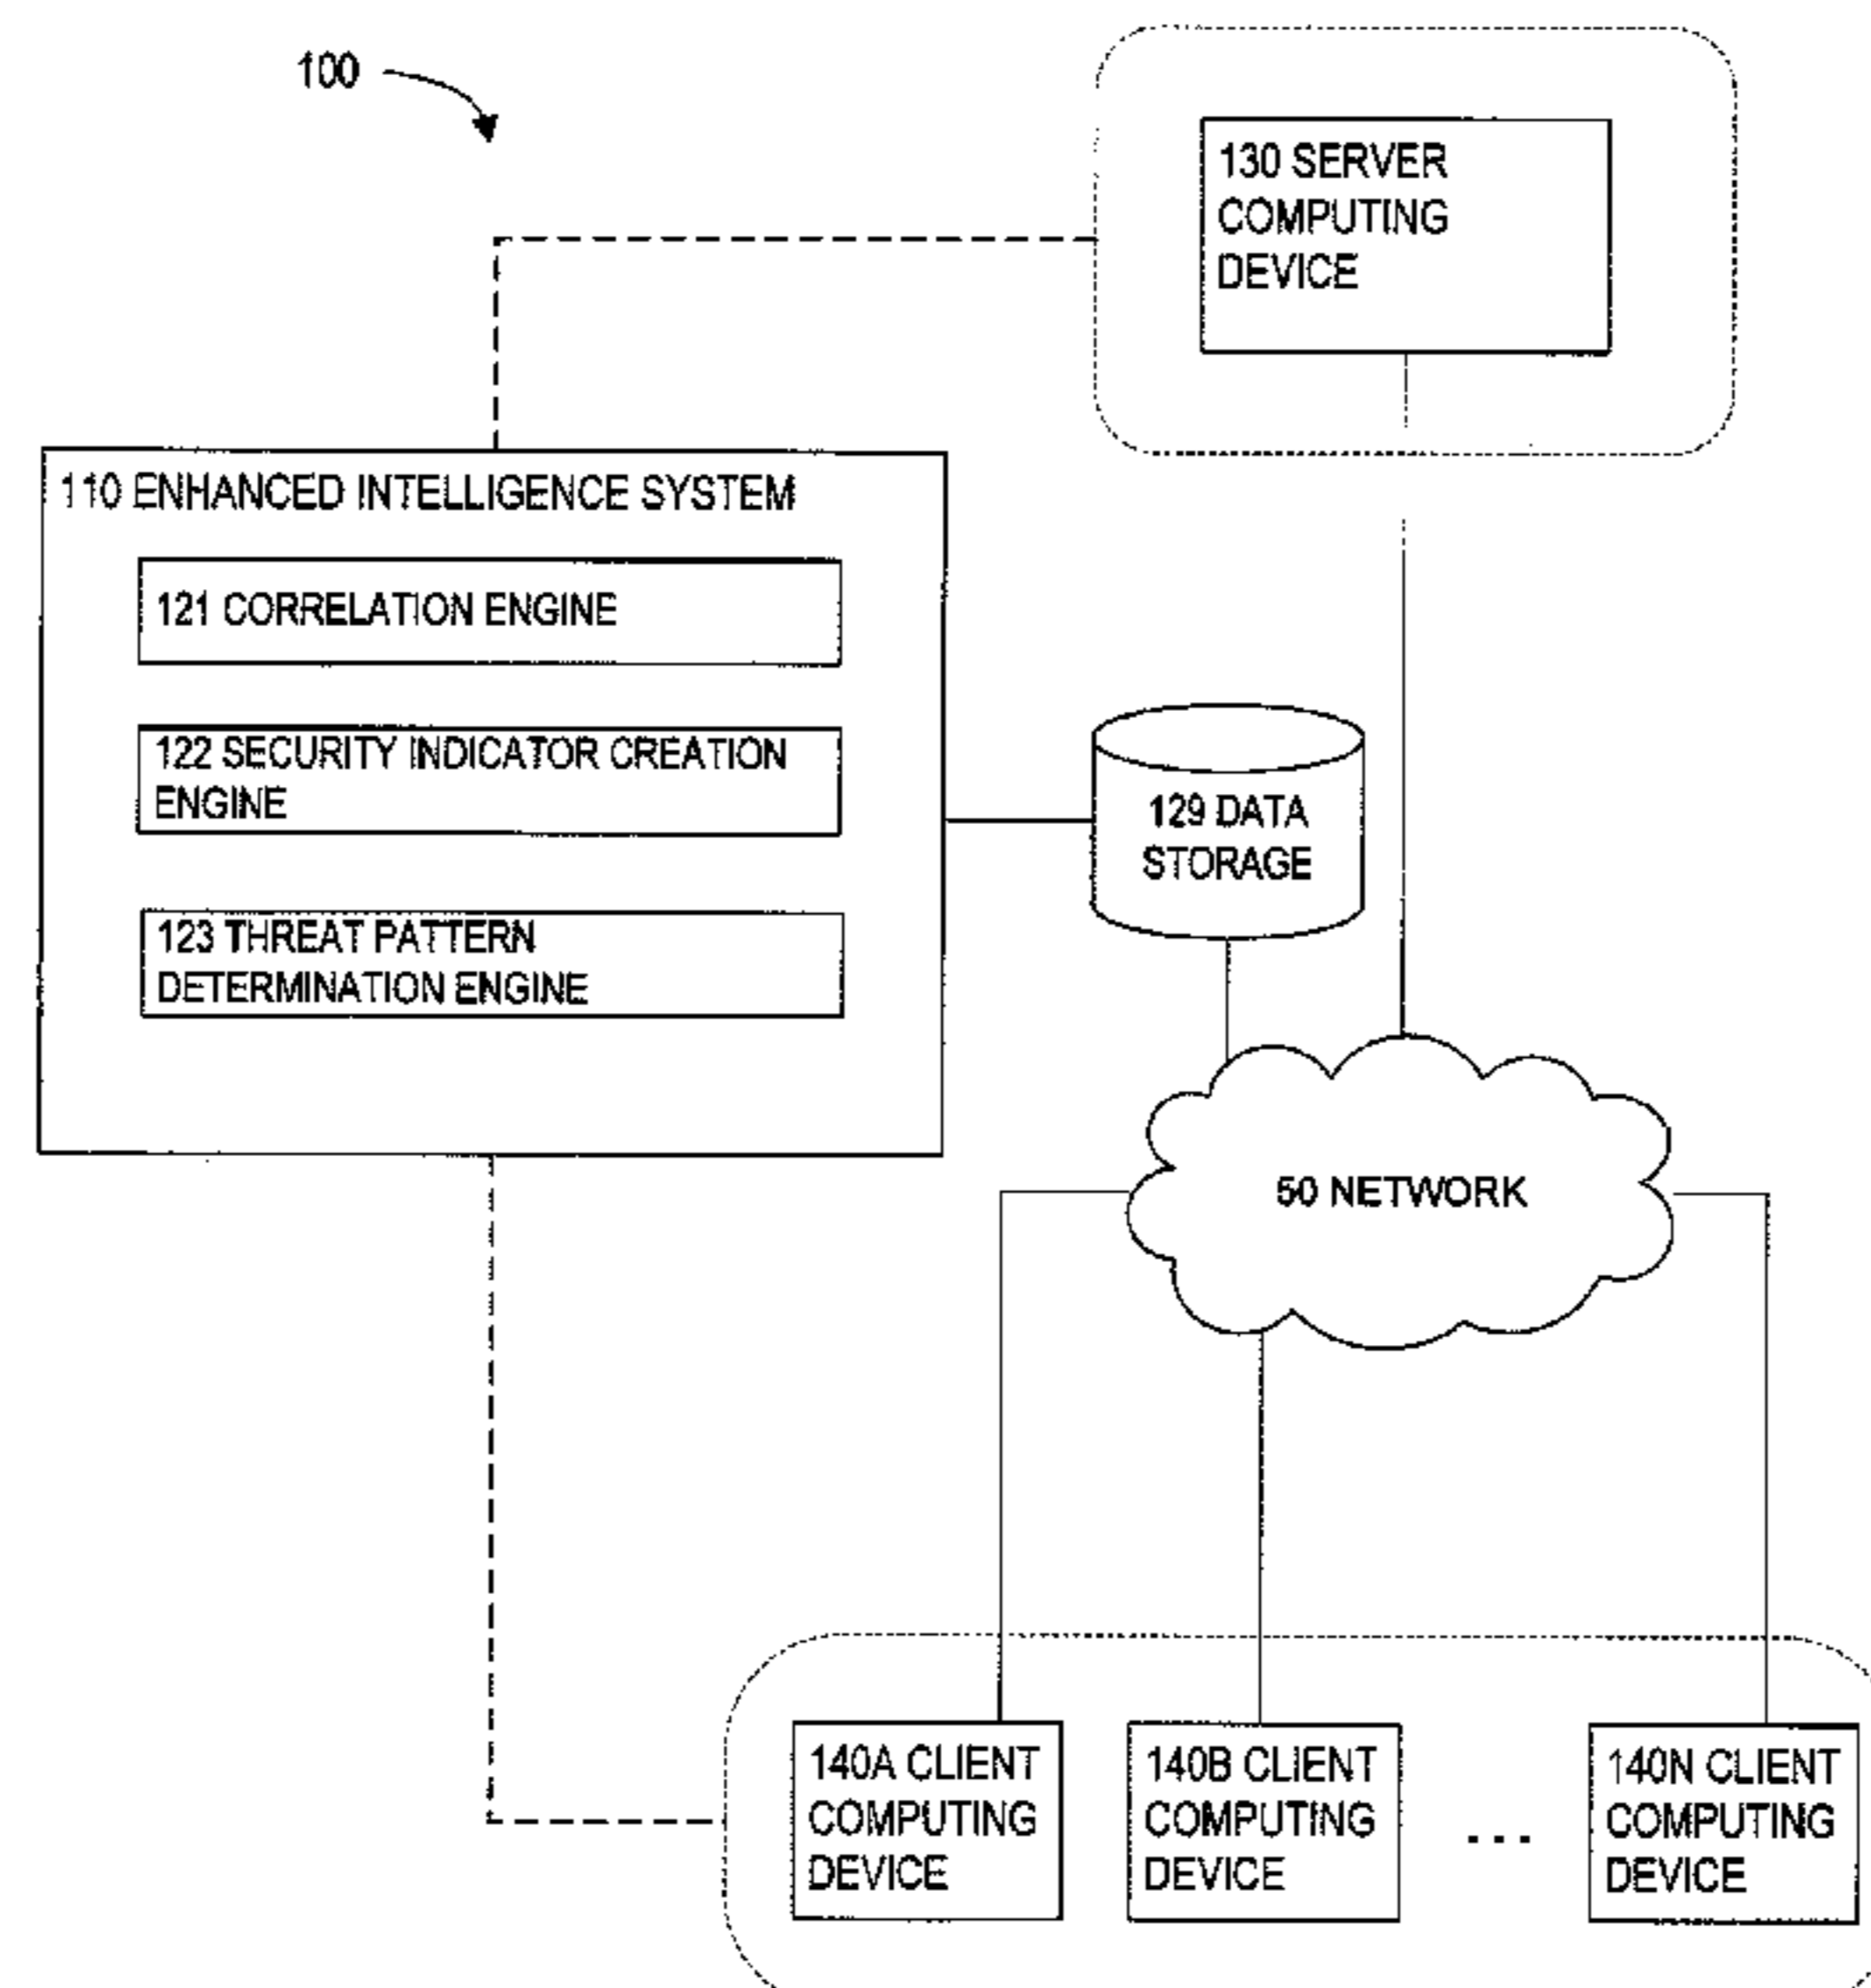 100
130 SERVER
COMPUTING
DEVICE
110 ENHANCED INTELLIGENCE SYSTEM
121 CORRELATION ENGINE
122 SECURITY INDICATOR CREATION
ENGINE
123 THREAT PATTERN
DETERMINATION ENGINE
129 DATA
STORAGE
50 NETWORK
140A CLIENT
COMPUTING
DEVICE
140B CLIENT
COMPUTING
DEVICE
...
140N CLIENT
COMPUTING
DEVICE